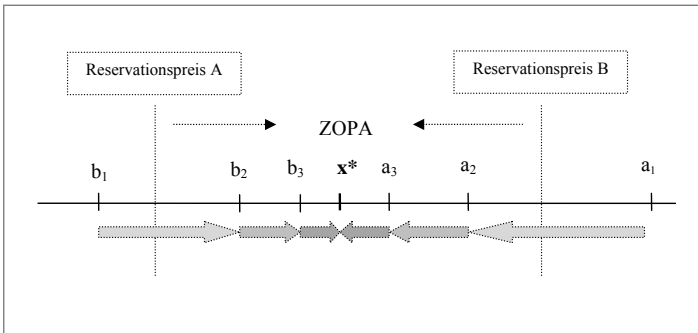 Reservationspreis A
Reservationspreis B
ZOPA
b₁ b₂ b₃ x* a₃ a₂ a₁